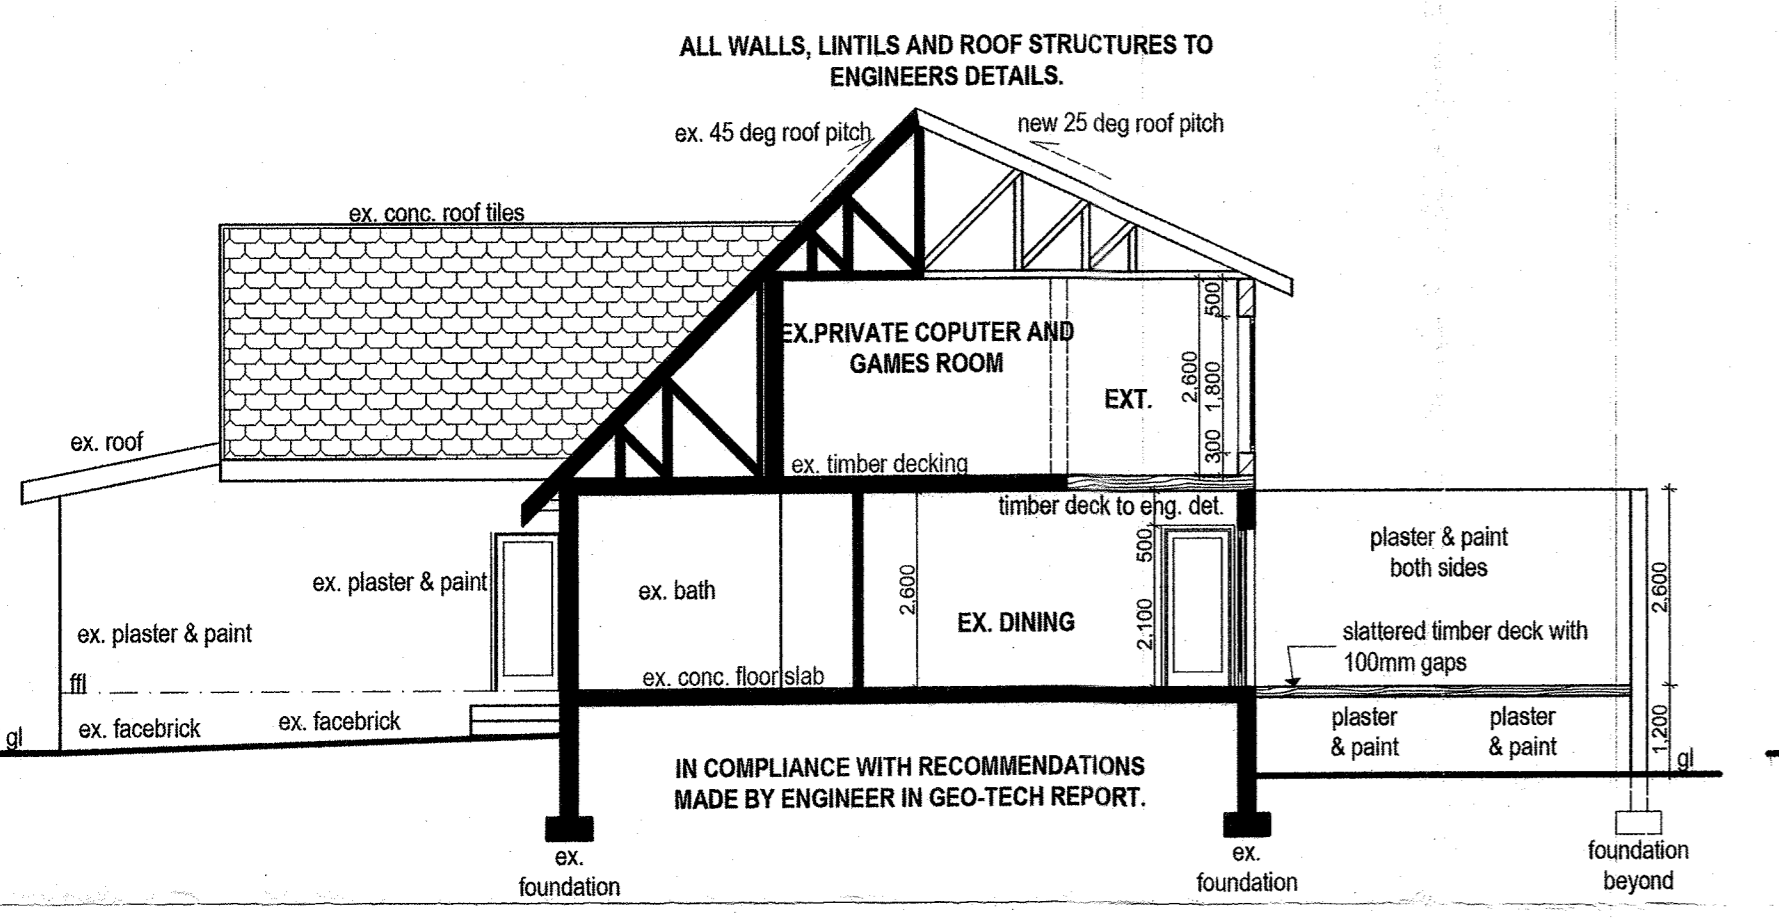 ALL WALLS, LINTILS AND ROOF STRUCTURES TO
ENGINEERS DETAILS.
ex. 45 deg roof pitch
new 25 deg roof pitch
ex. conc. roof tiles
500
EX.PRIVATE COPUTER AND
GAMES ROOM
2,600
1,800
EXT.
ex. roof
300
ex. timber decking
timber deck to eng. det.
plaster & paint
both sides
500
ex. plaster & paint
ex. bath
2,600
2,600
EX. DINING
2,100
ex. plaster & paint
slattered timber deck with
100mm gaps
ffl
ex. conc. floor slab
ex. facebrick
ex. facebrick
plaster
& paint
plaster
& paint
1,200
gl
gl
IN COMPLIANCE WITH RECOMMENDATIONS
MADE BY ENGINEER IN GEO-TECH REPORT.
ex.
foundation
ex.
foundation
foundation
beyond